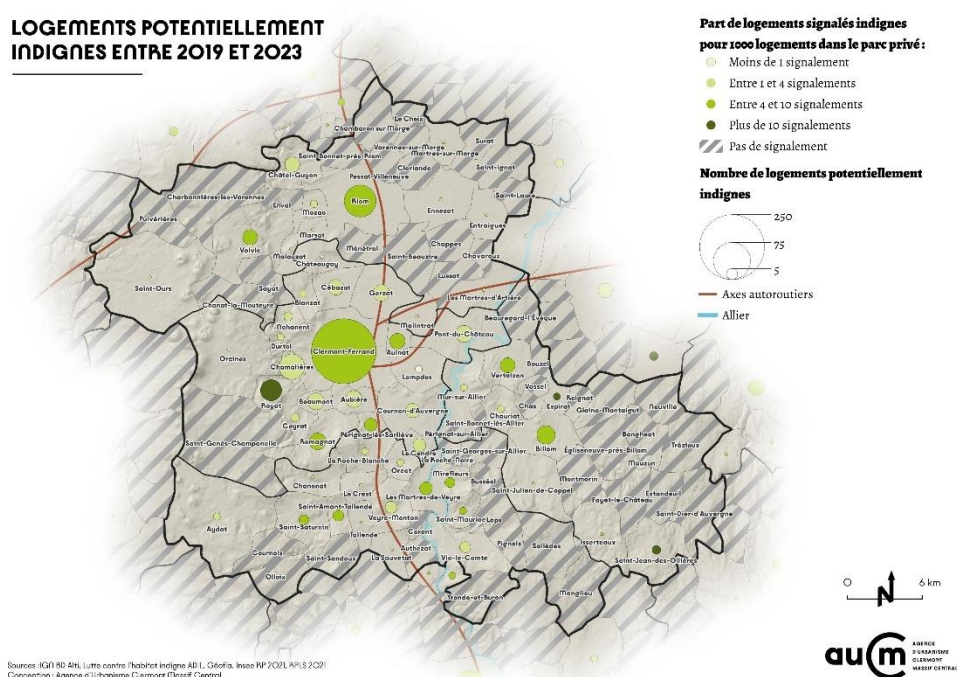 LOGEMENTS POTENTIELLEMENT
INDIGNES ENTRE 2019 ET 2023
Part de logements signalés indignes
pour 1000 logements dans le parc privé :
Moins de 1 signalement
Entre 1 et 4 signalements
Entre 4 et 10 signalements
Plus de 10 signalements
Pas de signalement
Nombre de logements potentiellement
indignes
250
75
5
Axes autoroutiers
Allier
Le Cheix
Chambaron sur Morge
Varennes-sur-Morge
Martres-sur-Morge
Surat
Saint-Bonnet-près-Riom
Clerlande
Saint-Ignat
Châtel-Guyon
Pessat-Villeneuve
Charbonnières-les-Varennes
Enval
Mozac
Riom
Ennezat
Saint-Laure
Pulvérières
Marsat
Entraigues
Volvic
Ménétrol
Chappes
Malauzat
Saint-Beauzire
Chavaroux
Châteaugay
Lussat
Saint-Ours
Sayat
Cébazat
Gerzat
Chanat-la-Mouteyre
Blanzat
Les Martres-d'Artière
Nohanent
Malintrat
Beauregard-l'Évêque
Durtol
Pont-du-Château
Orcines
Clermont-Ferrand
Aulnat
Bouzel
Chamalières
Lempdes
Vertaizon
Vassel
Royat
Beaumont
Aubière
Mur-sur-Allier
Reignat
Chas
Espirat
Glaine-Montaigut
Neuville
Ceyrat
Cournon-d'Auvergne
Chauriat
Saint-Bonnet-lès-Allier
Saint-Genès-Champanelle
Romagnat
Pérignat-lès-Sarliève
Pérignat-sur-Allier
Billom
Bongheat
Trézioux
Le Cendre
Saint-Georges-sur-Allier
Égliseneuve-près-Billom
La Roche-Blanche
La Roche-Noire
Mauzun
Orcet
Mirefleurs
Montmorin
Chanonat
Busséol
Saint-Julien-de-Coppel
Estandeuil
Le Crest
Les Martres-de-Veyre
Fayet-le-Château
Saint-Amant-Tallende
Saint-Dier-d'Auvergne
Aydat
Saint-Saturnin
Veyre-Monton
Saint-Maurice
Laps
Tallende
Corent
Isserteaux
Cournols
Authezat
Pignols
Sallèdes
Saint-Sandoux
La Sauvetat
Vic-le-Comte
Saint-Jean-des-Ollières
Olloix
Yronde-et-Buron
Manglieu
0
N
6 km
Sources : IGN BD Alti, Lutte contre l'habitat indigne ADIL, Géofla, Insee RP 2021, RPLS 2021
Conception : Agence d'Urbanisme Clermont Massif Central
aucm
AGENCE
D'URBANISME
CLERMONT
MASSIF CENTRAL